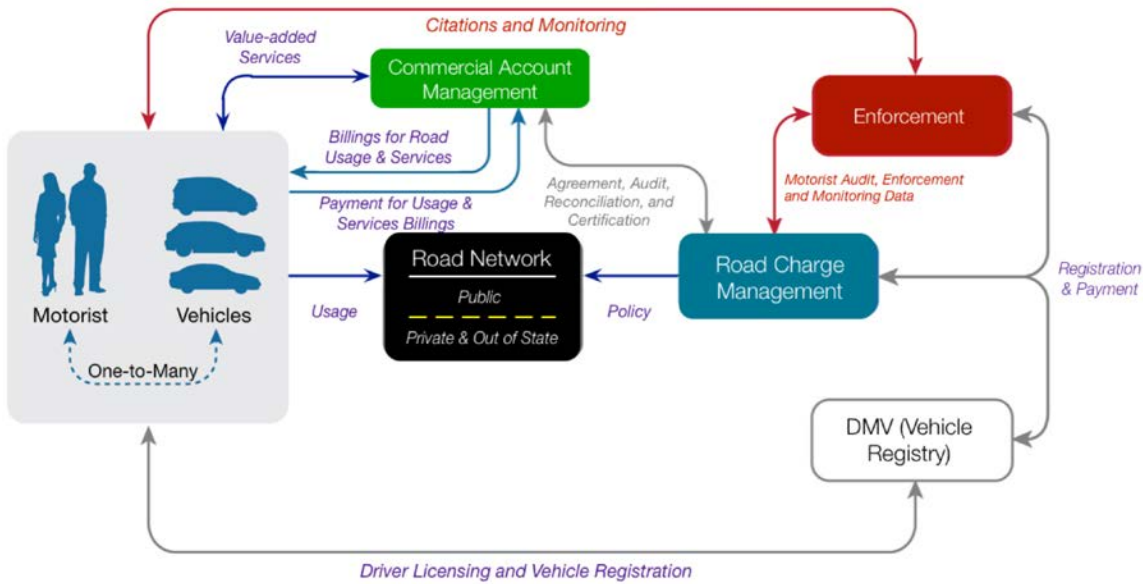 Citations and Monitoring
Value-added
Services
Commercial Account
Management
Enforcement
Billings for Road
Usage & Services
Payment for Usage &
Services Billings
Agreement, Audit,
Reconciliation, and
Certification
Motorist Audit, Enforcement
and Monitoring Data
Motorist
Vehicles
One-to-Many
Usage
Road Network
Public
Private & Out of State
Policy
Road Charge
Management
Registration
& Payment
DMV (Vehicle
Registry)
Driver Licensing and Vehicle Registration